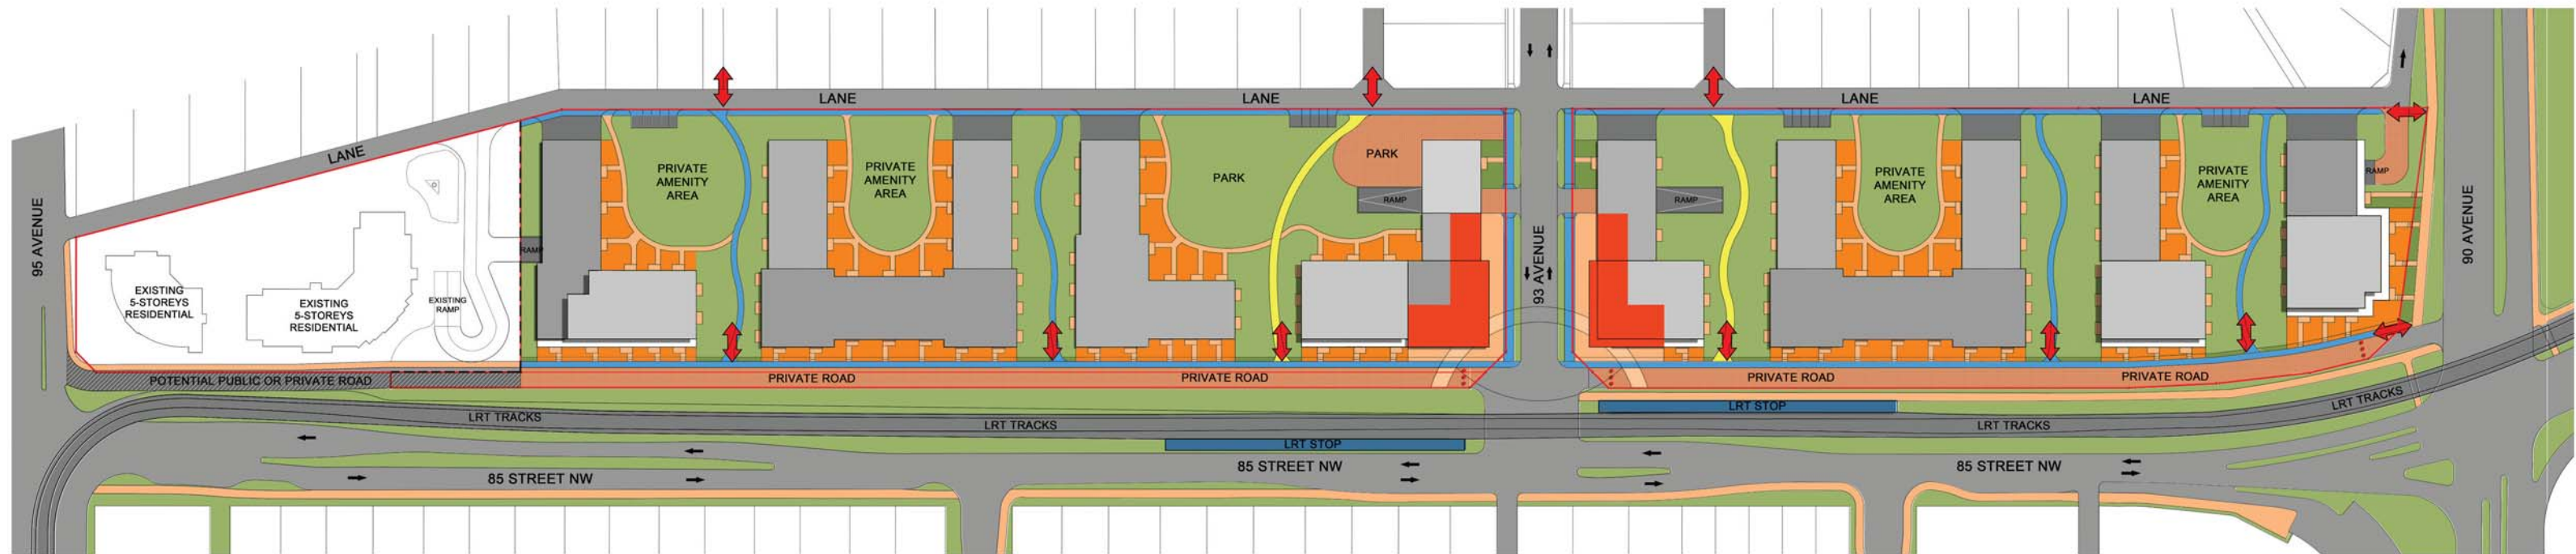 LANE
LANE
LANE
LANE
LANE
95 AVENUE
EXISTING
5-STOREYS
RESIDENTIAL
EXISTING
5-STOREYS
RESIDENTIAL
EXISTING
RAMP
RAMP
PRIVATE
AMENITY
AREA
PRIVATE
AMENITY
AREA
PARK
PARK
RAMP
93 AVENUE
RAMP
PRIVATE
AMENITY
AREA
PRIVATE
AMENITY
AREA
RAMP
90 AVENUE
POTENTIAL PUBLIC OR PRIVATE ROAD
PRIVATE ROAD
PRIVATE ROAD
PRIVATE ROAD
PRIVATE ROAD
LRT TRACKS
LRT TRACKS
LRT STOP
LRT STOP
LRT TRACKS
LRT TRACKS
85 STREET NW
85 STREET NW
85 STREET NW